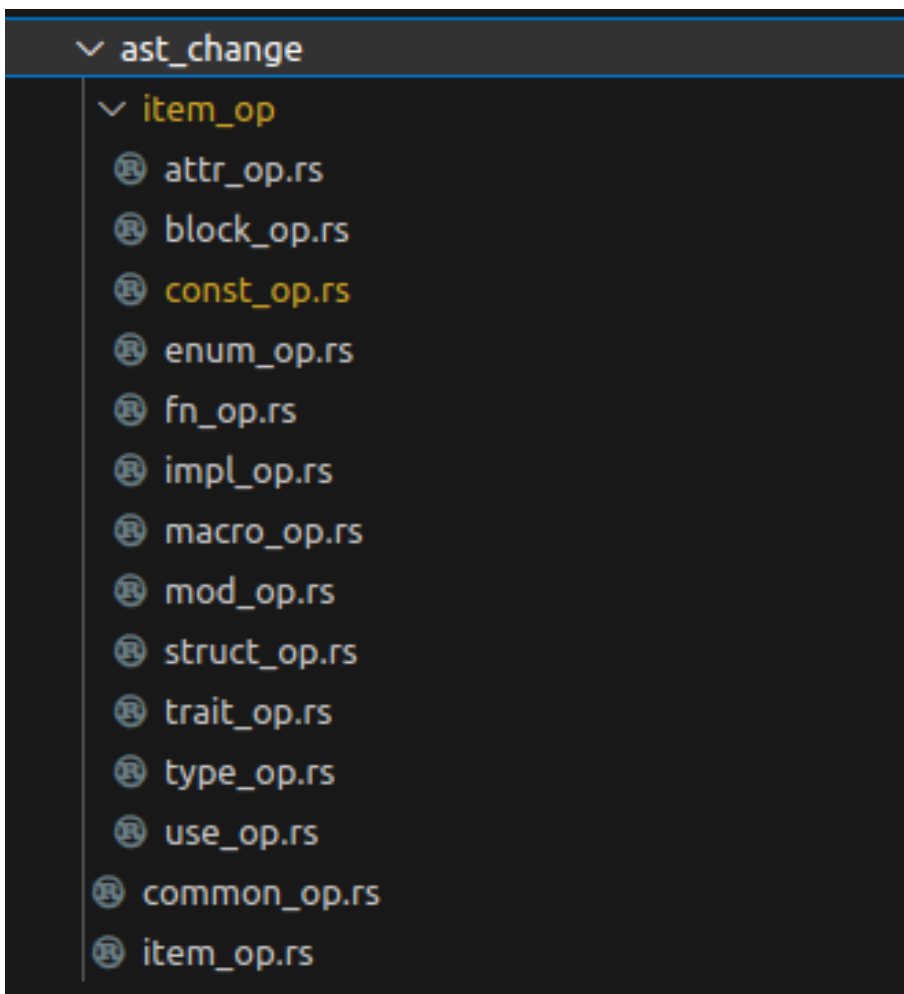 ast_change
item_op
attr_op.rs
block_op.rs
const_op.rs
enum_op.rs
fn_op.rs
impl_op.rs
macro_op.rs
mod_op.rs
struct_op.rs
trait_op.rs
type_op.rs
use_op.rs
common_op.rs
item_op.rs